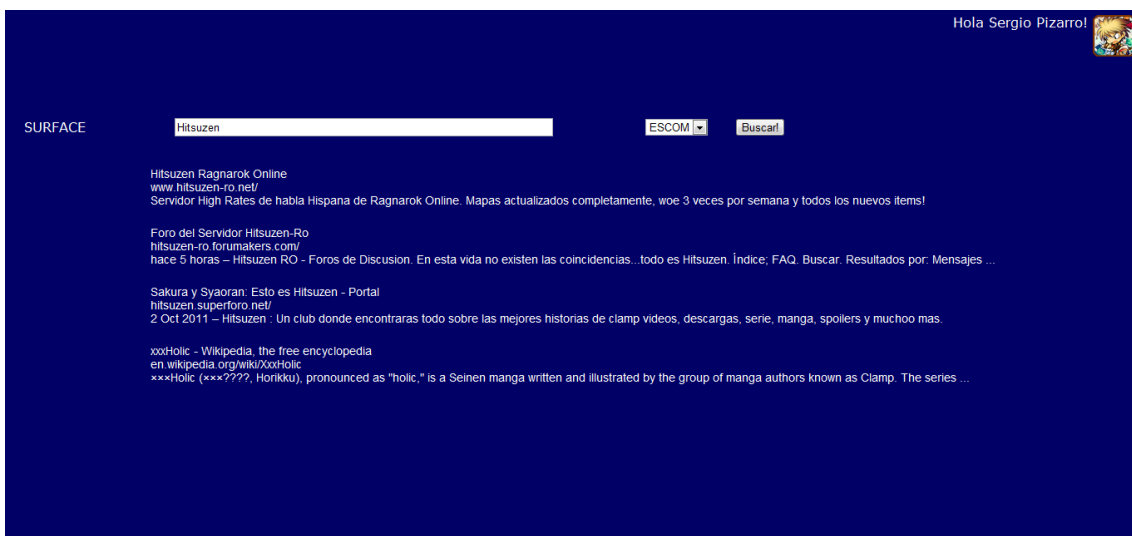 Hola Sergio Pizarro!
SURFACE Hitsuzen ESCOM Buscar!
Hitsuzen Ragnarok Online
www.hitsuzen-ro.net/
Servidor High Rates de habla Hispana de Ragnarok Online. Mapas actualizados completamente, woe 3 veces por semana y todos los nuevos items!
Foro del Servidor Hitsuzen-Ro
hitsuzen-ro.forumakers.com/
hace 5 horas – Hitsuzen RO - Foros de Discusion. En esta vida no existen las coincidencias...todo es Hitsuzen. Índice; FAQ. Buscar. Resultados por: Mensajes ...
Sakura y Syaoran: Esto es Hitsuzen - Portal
hitsuzen.superforo.net/
2 Oct 2011 – Hitsuzen : Un club donde encontraras todo sobre las mejores historias de clamp videos, descargas, serie, manga, spoilers y muchoo mas.
xxxHolic - Wikipedia, the free encyclopedia
en.wikipedia.org/wiki/XxxHolic
×××Holic (×××????, Horikku), pronounced as "holic," is a Seinen manga written and illustrated by the group of manga authors known as Clamp. The series ...